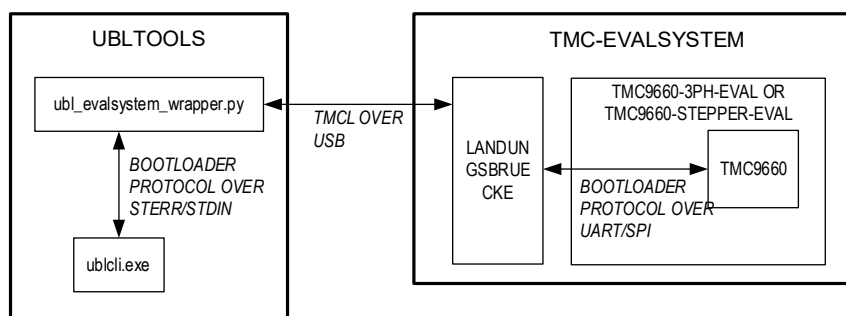 UBLTOOLS
ubl_evalsystem_wrapper.py
BOOTLOADER
PROTOCOL OVER
STERR/STDIN
ublcli.exe
TMCL OVER
USB
TMC-EVALSYSTEM
LANDUN
GSBRUE
CKE
TMC9660-3PH-EVAL OR
TMC9660-STEPPER-EVAL
TMC9660
BOOTLOADER
PROTOCOL OVER
UART/SPI